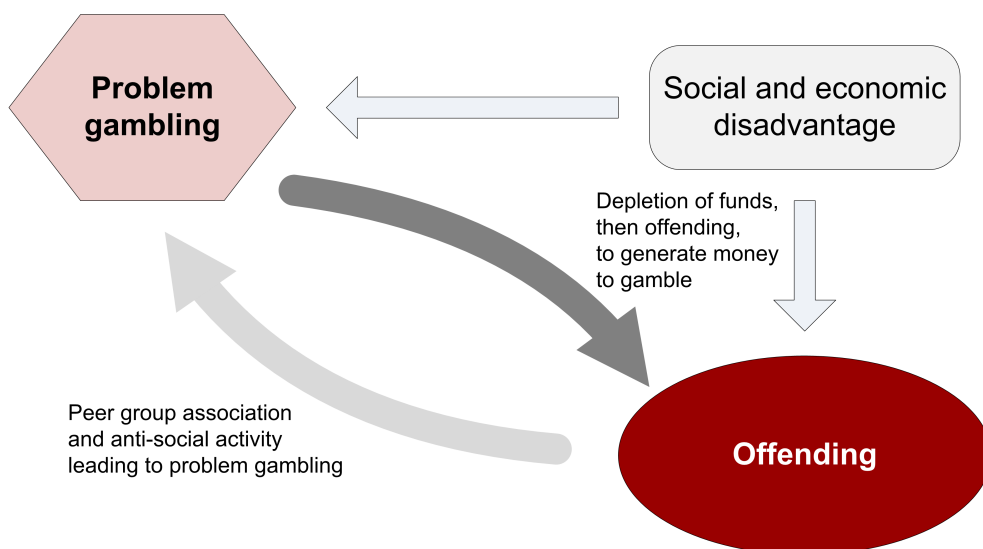 Problem
gambling
Social and economic
disadvantage
Depletion of funds,
then offending,
to generate money
to gamble
Peer group association
and anti-social activity
leading to problem gambling
Offending